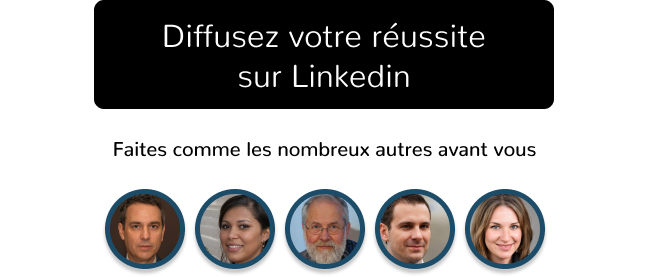 Diffusez votre réussite
sur Linkedin
Faites comme les nombreux autres avant vous